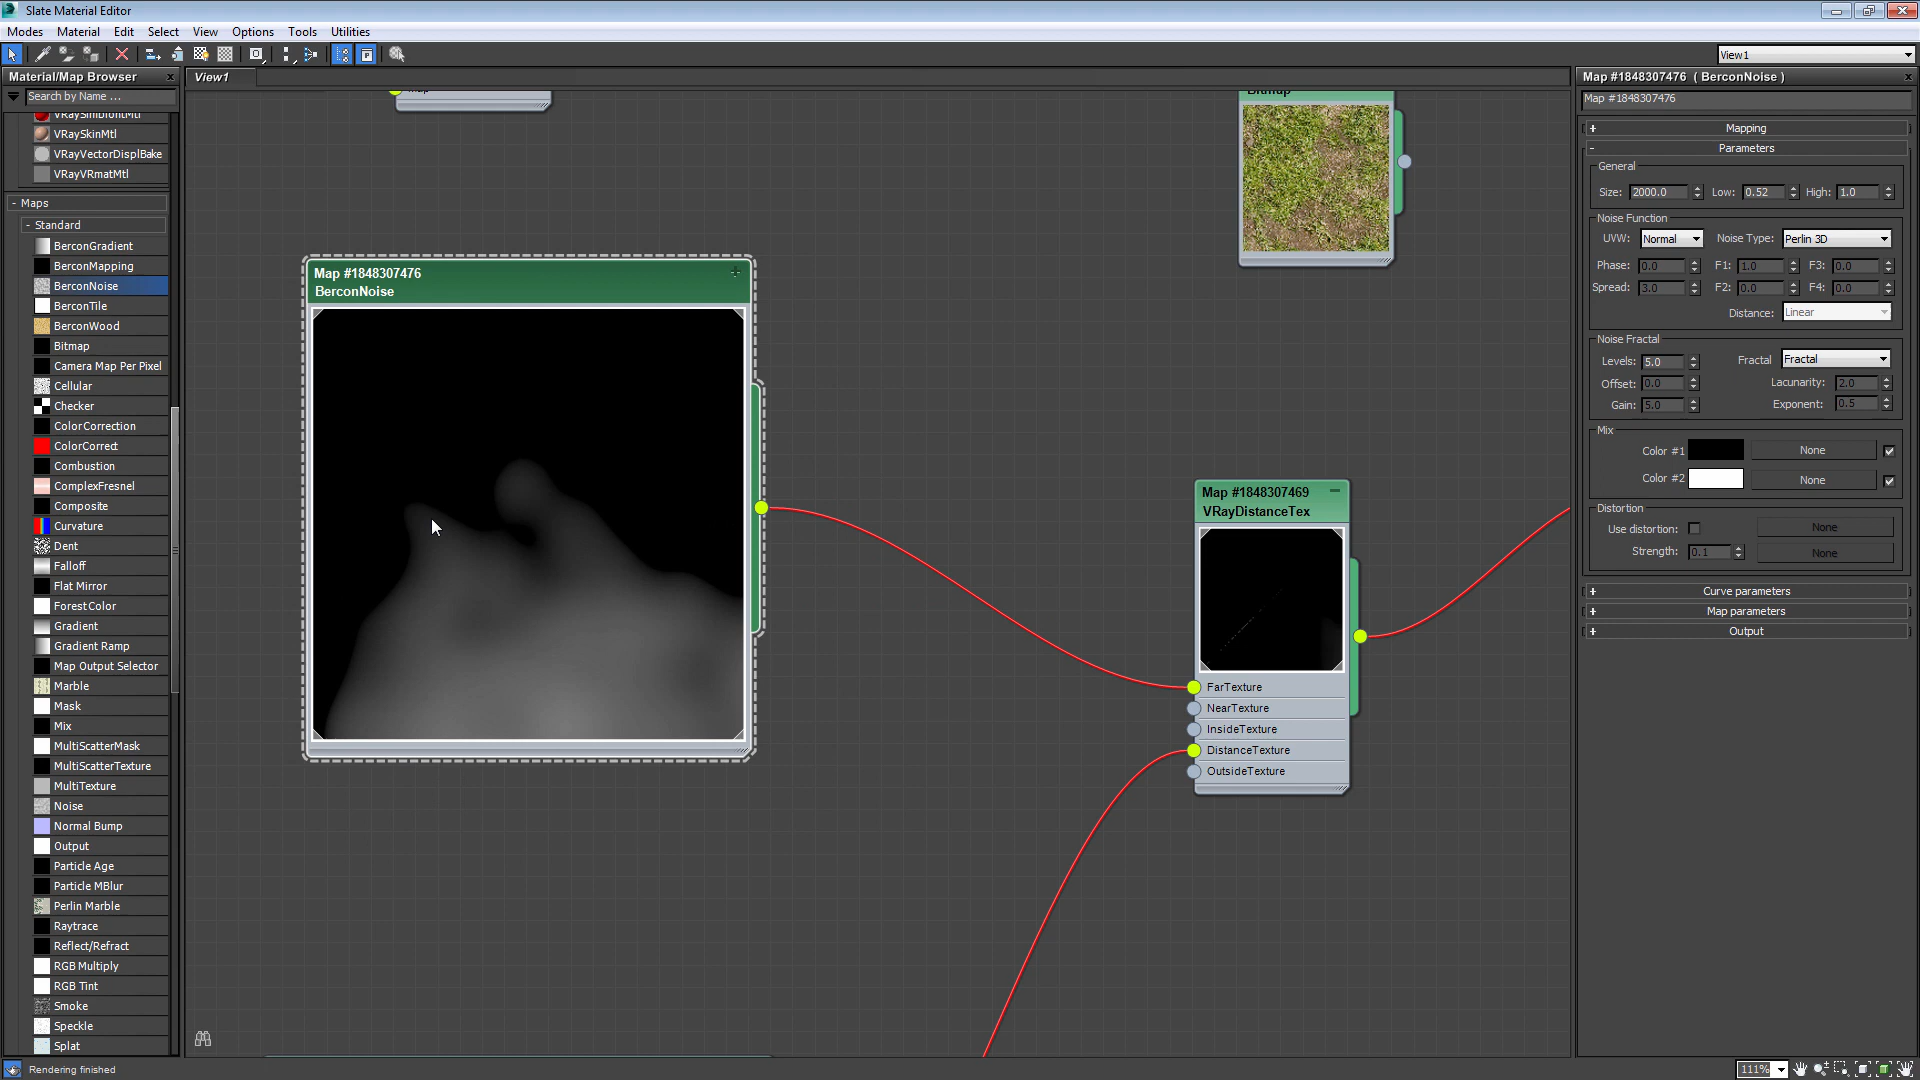 Slate Material Editor
Modes Material Edit Select View Options Tools Utilities
View1
Material/Map Browser
View1
Map #1848307476 ( BerconNoise )
Search by Name ...
Map #1848307476
VRaySkinMtl
VRayVectorDisplBake
VRayVRmatMtl
- Maps
- Standard
BerconGradient
BerconMapping
BerconNoise
BerconTile
BerconWood
Bitmap
Camera Map Per Pixel
Cellular
Checker
ColorCorrection
ColorCorrect
Combustion
ComplexFresnel
Composite
Curvature
Dent
Falloff
Flat Mirror
ForestColor
Gradient
Gradient Ramp
Map Output Selector
Marble
Mask
Mix
MultiScatterMask
MultiScatterTexture
MultiTexture
Noise
Normal Bump
Output
Particle Age
Particle MBlur
Perlin Marble
Raytrace
Reflect/Refract
RGB Multiply
RGB Tint
Smoke
Speckle
Splat
Map #1848307476
BerconNoise
Bitmap
Map #1848307469
VRayDistanceTex
FarTexture
NearTexture
InsideTexture
DistanceTexture
OutsideTexture
+ Mapping
- Parameters
General
Size: 2000.0 Low: 0.52 High: 1.0
Noise Function
UVW: Normal Noise Type: Perlin 3D
Phase: 0.0 F1: 1.0 F3: 0.0
Spread: 3.0 F2: 0.0 F4: 0.0
Distance: Linear
Noise Fractal
Levels: 5.0 Fractal Fractal
Offset: 0.0 Lacunarity: 2.0
Gain: 5.0 Exponent: 0.5
Mix
Color #1 None
Color #2 None
Distortion
Use distortion: None
Strength: 0.1 None
+ Curve parameters
+ Map parameters
+ Output
Rendering finished
111%